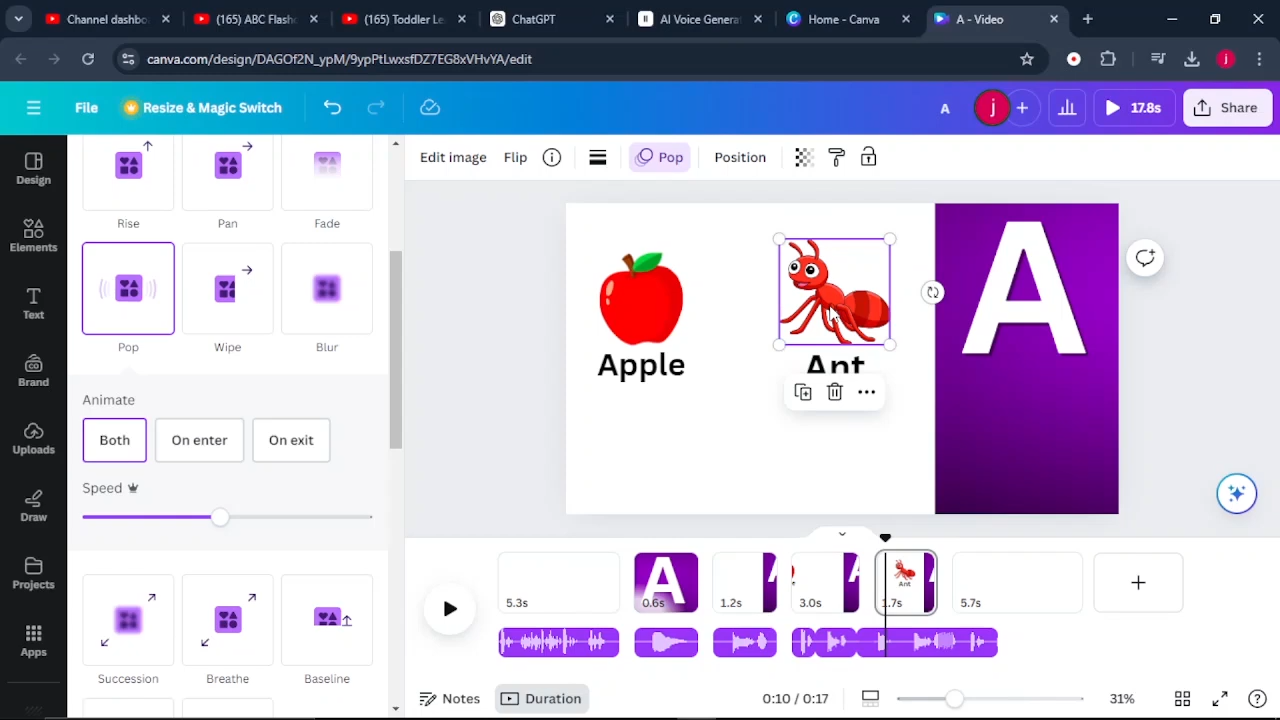 Channel dashbo
(165) ABC Flash
(165) Toddler Le
ChatGPT
AI Voice Genera
Home - Canva
A - Video
canva.com/design/DAGOf2N_ypM/9ypPtLwxsfDZ7EG3xVHvYA/edit
j
File
Resize & Magic Switch
A
j
17.8s
Share
Design
Elements
Text
Brand
Uploads
Draw
Projects
Apps
Rise
Pan
Fade
Pop
Wipe
Blur
Animate
Both
On enter
On exit
Speed
Succession
Breathe
Baseline
Edit image
Flip
Pop
Position
Apple
Ant
A
5.3s
A
0.6s
1.2s
3.0s
Ant
1.7s
5.7s
Notes
Duration
0:10 / 0:17
31%